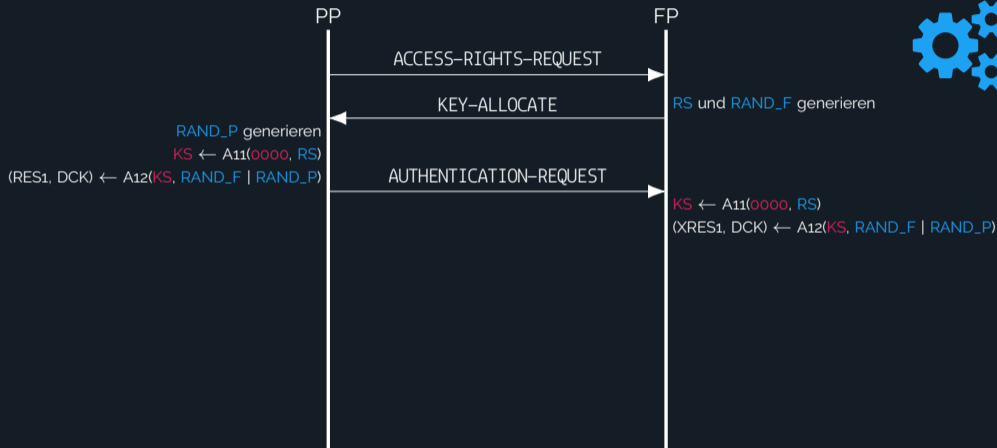 PP
FP
ACCESS-RIGHTS-REQUEST
KEY-ALLOCATE
RS und RAND_F generieren
RAND_P generieren
KS ← A11(0000, RS)
(RES1, DCK) ← A12(KS, RAND_F | RAND_P)
AUTHENTICATION-REQUEST
KS ← A11(0000, RS)
(XRES1, DCK) ← A12(KS, RAND_F | RAND_P)